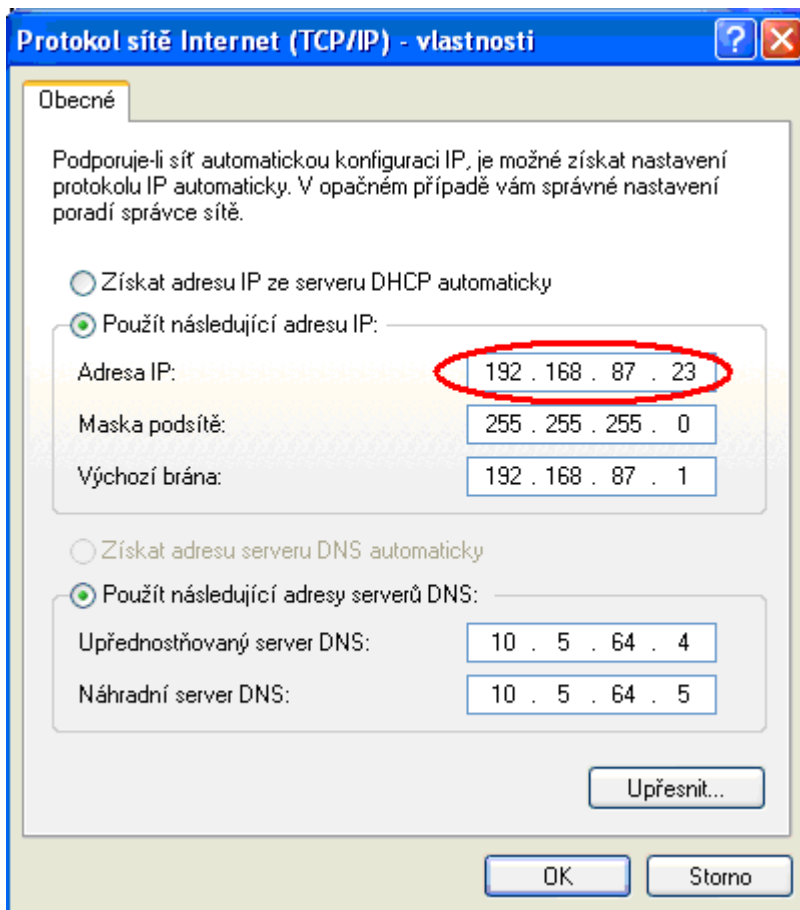 Protokol sítě Internet (TCP/IP) - vlastnosti
Obecné
Podporuje-li síť automatickou konfiguraci IP, je možné získat nastavení
protokolu IP automaticky. V opačném případě vám správné nastavení
poradí správce sítě.
Získat adresu IP ze serveru DHCP automaticky
Použít následující adresu IP:
Adresa IP: 192 . 168 . 87 . 23
Maska podsítě: 255 . 255 . 255 . 0
Výchozí brána: 192 . 168 . 87 . 1
Získat adresu serveru DNS automaticky
Použít následující adresy serverů DNS:
Upřednostňovaný server DNS: 10 . 5 . 64 . 4
Náhradní server DNS: 10 . 5 . 64 . 5
Upřesnit...
OK Storno